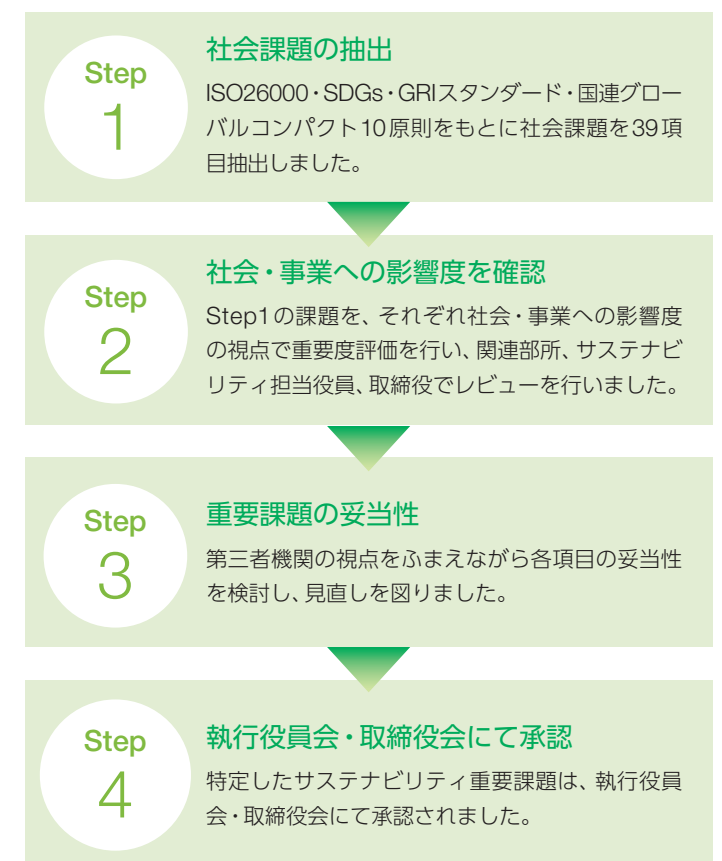 Step
1
社会課題の抽出
ISO26000・SDGs・GRIスタンダード・国連グロー
バルコンパクト10原則をもとに社会課題を39項
目抽出しました。
Step
2
社会・事業への影響度を確認
Step1の課題を、それぞれ社会・事業への影響度
の視点で重要度評価を行い、関連部所、サステナビ
リティ担当役員、取締役でレビューを行いました。
Step
3
重要課題の妥当性
第三者機関の視点をふまえながら各項目の妥当性
を検討し、見直しを図りました。
Step
4
執行役員会・取締役会にて承認
特定したサステナビリティ重要課題は、執行役員
会・取締役会にて承認されました。